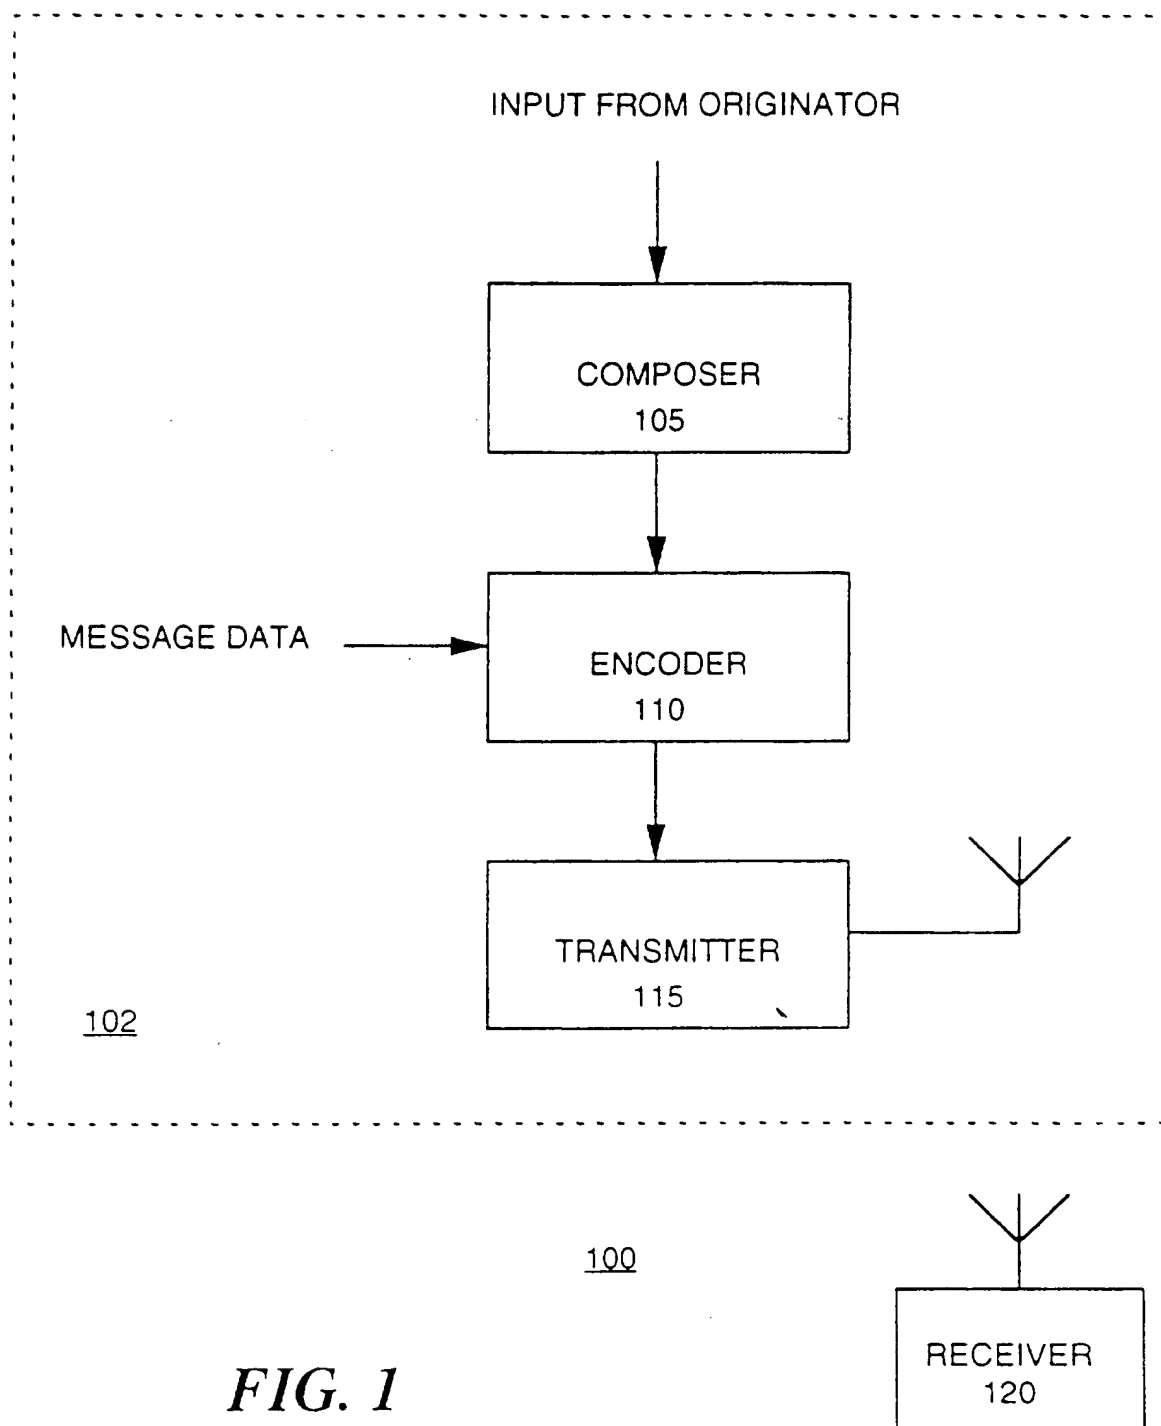 INPUT FROM ORIGINATOR
COMPOSER
105
MESSAGE DATA
ENCODER
110
TRANSMITTER
115
102
100
RECEIVER
120
FIG. 1